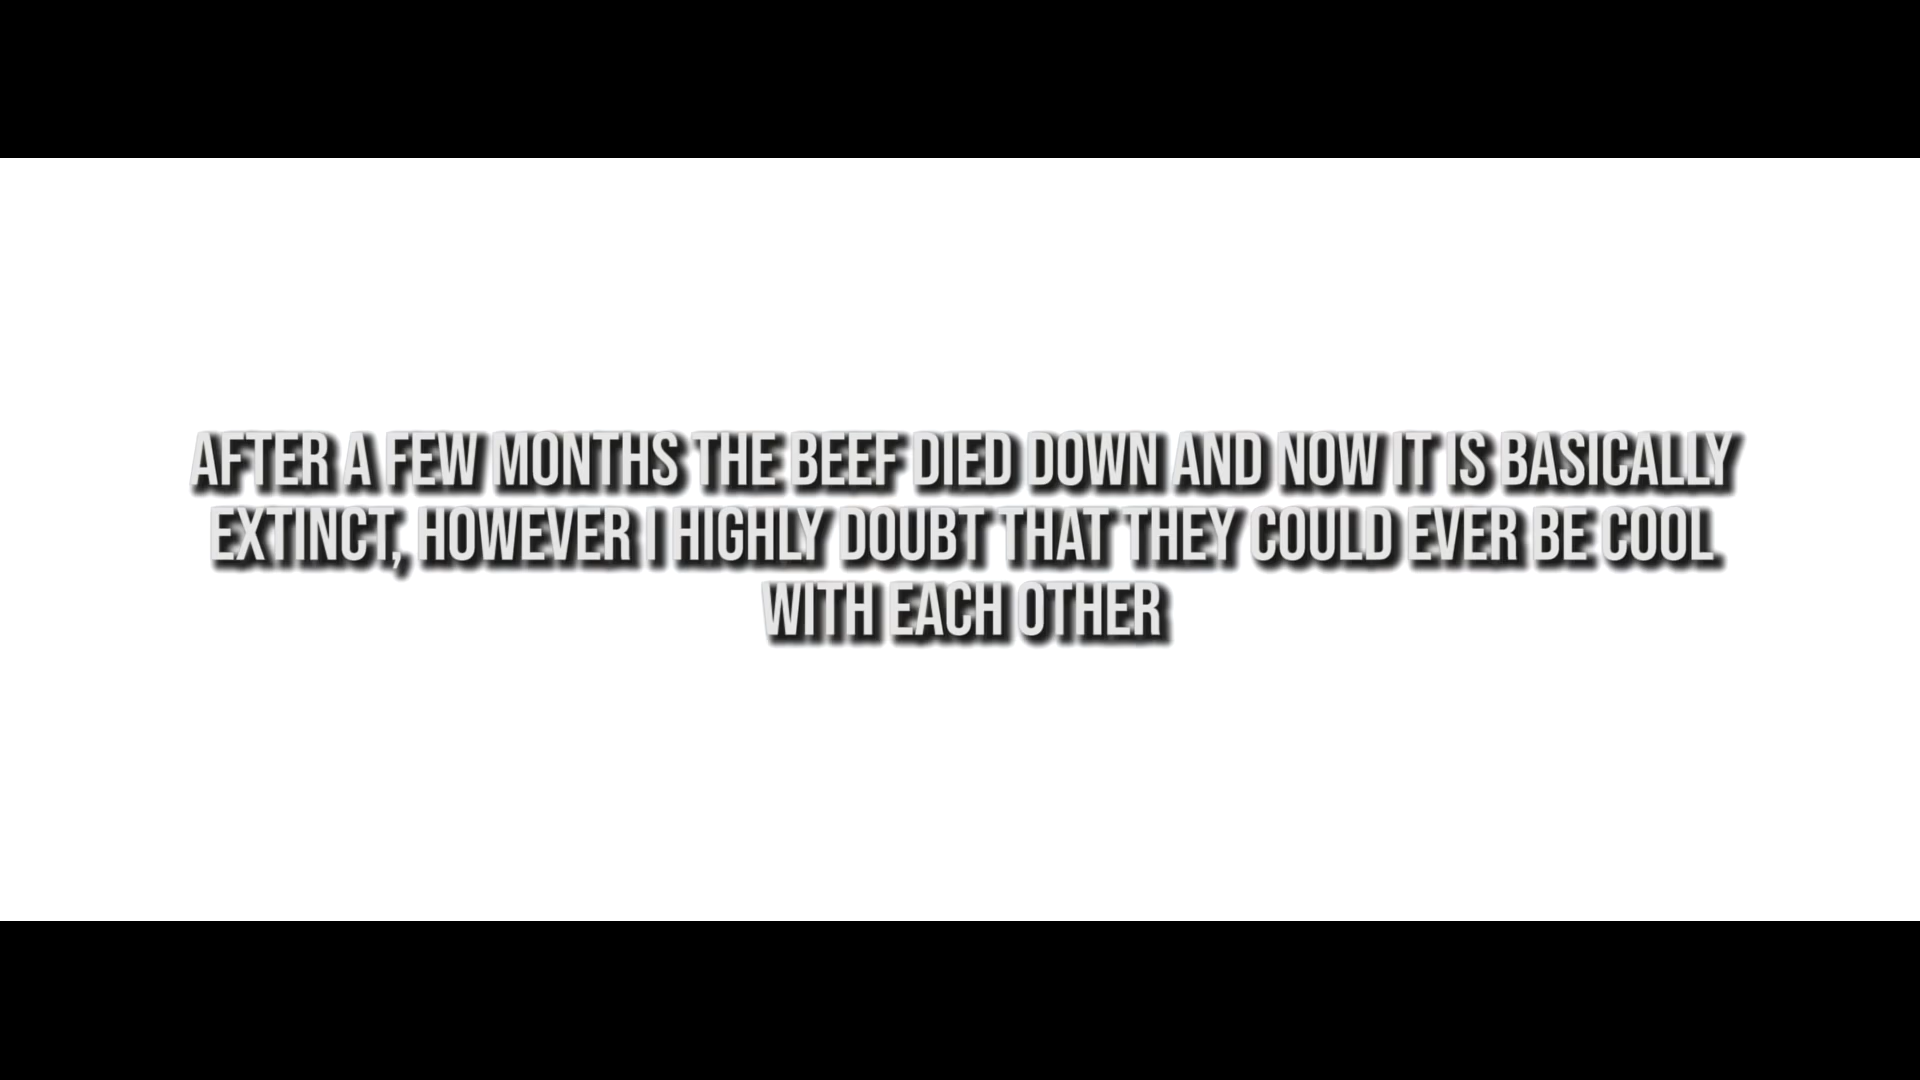 AFTER A FEW MONTHS THE BEEF DIED DOWN AND NOW IT IS BASICALLY
EXTINCT, HOWEVER I HIGHLY DOUBT THAT THEY COULD EVER BE COOL
WITH EACH OTHER